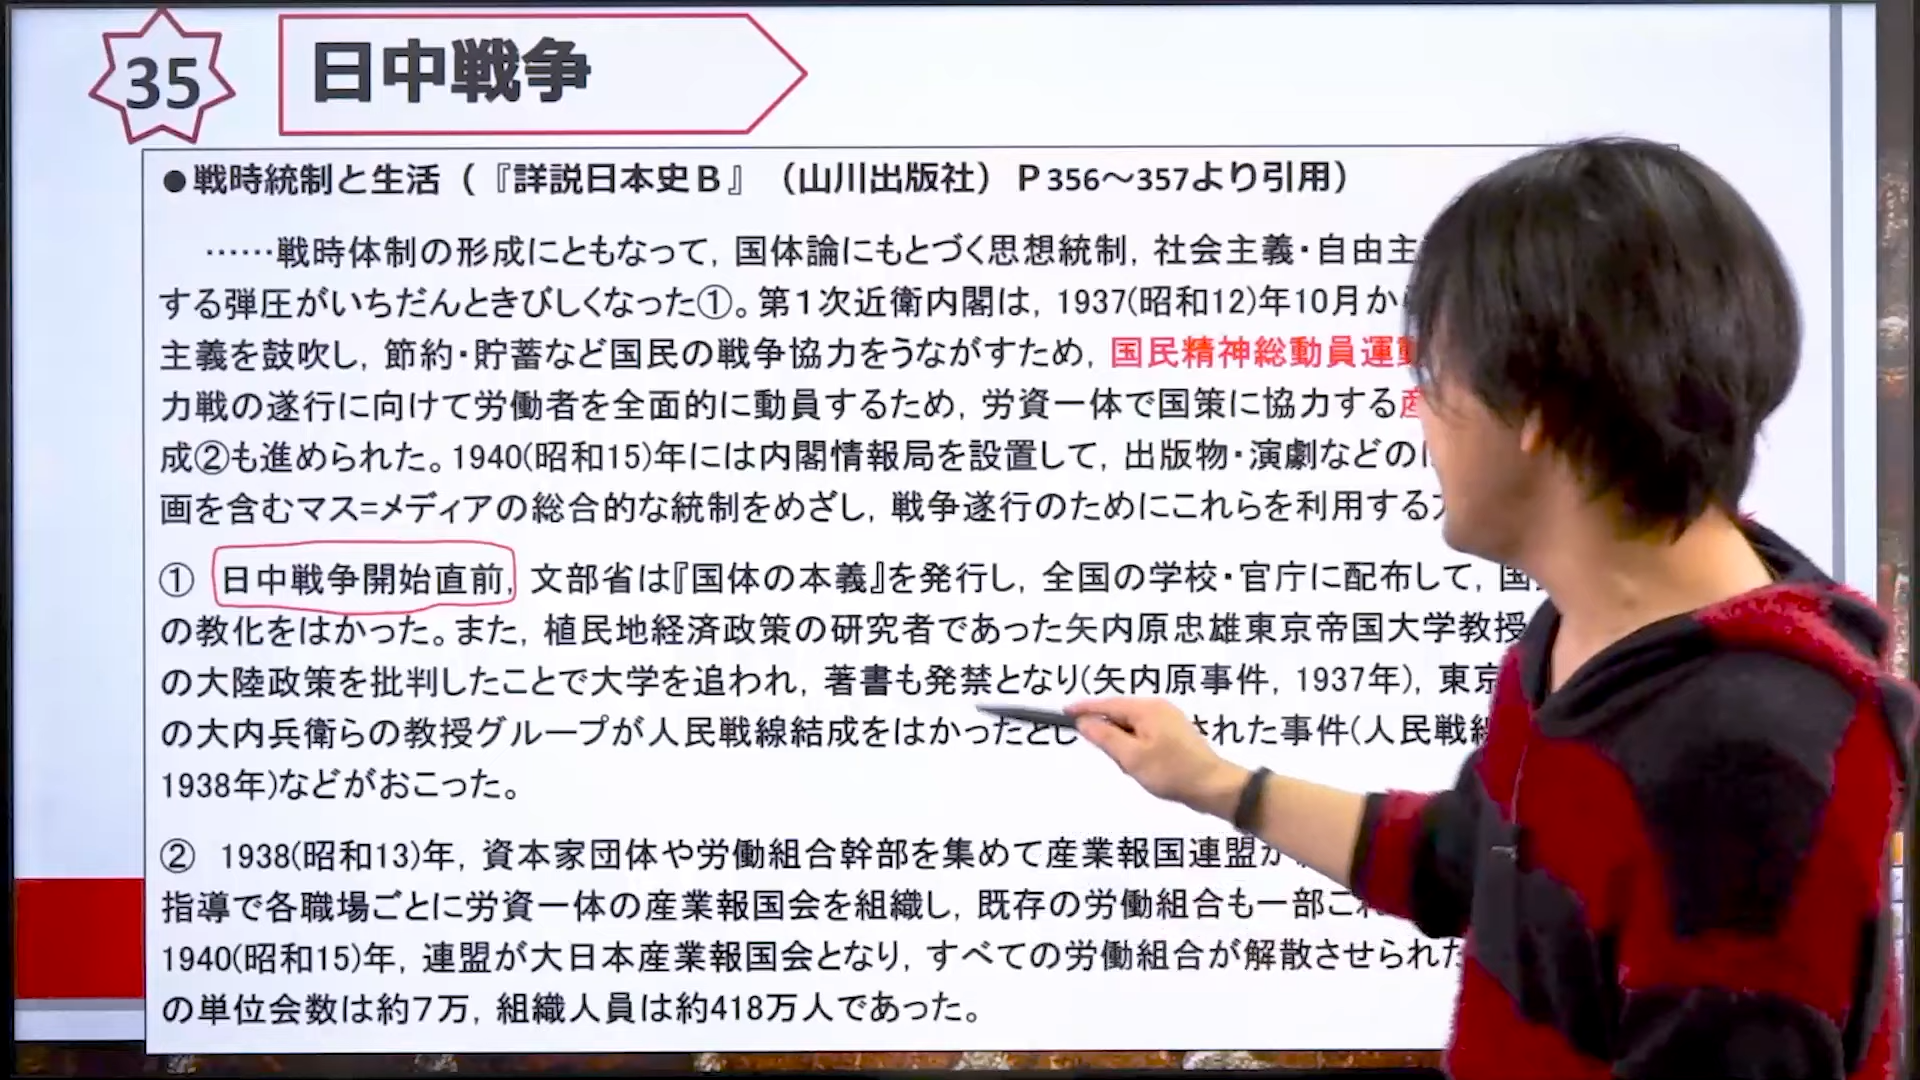 35
日中戦争
●戦時統制と生活（『詳説日本史Ｂ』（山川出版社）Ｐ356～357より引用）
……戦時体制の形成にともなって，国体論にもとづく思想統制，社会主義・自由主
する弾圧がいちだんときびしくなった①。第１次近衛内閣は，1937(昭和12)年10月か
主義を鼓吹し，節約・貯蓄など国民の戦争協力をうながすため，国民精神総動員運動
力戦の遂行に向けて労働者を全面的に動員するため，労資一体で国策に協力する産
成②も進められた。1940(昭和15)年には内閣情報局を設置して，出版物・演劇などの
画を含むマス=メディアの総合的な統制をめざし，戦争遂行のためにこれらを利用する
① 日中戦争開始直前，文部省は『国体の本義』を発行し，全国の学校・官庁に配布して，国
の教化をはかった。また，植民地経済政策の研究者であった矢内原忠雄東京帝国大学教授
の大陸政策を批判したことで大学を追われ，著書も発禁となり(矢内原事件，1937年)，東京
の大内兵衛らの教授グループが人民戦線結成をはかったとし された事件(人民戦線
1938年)などがおこった。
② 1938(昭和13)年，資本家団体や労働組合幹部を集めて産業報国連盟が
指導で各職場ごとに労資一体の産業報国会を組織し，既存の労働組合も一部これ
1940(昭和15)年，連盟が大日本産業報国会となり，すべての労働組合が解散させられた
の単位会数は約７万，組織人員は約418万人であった。